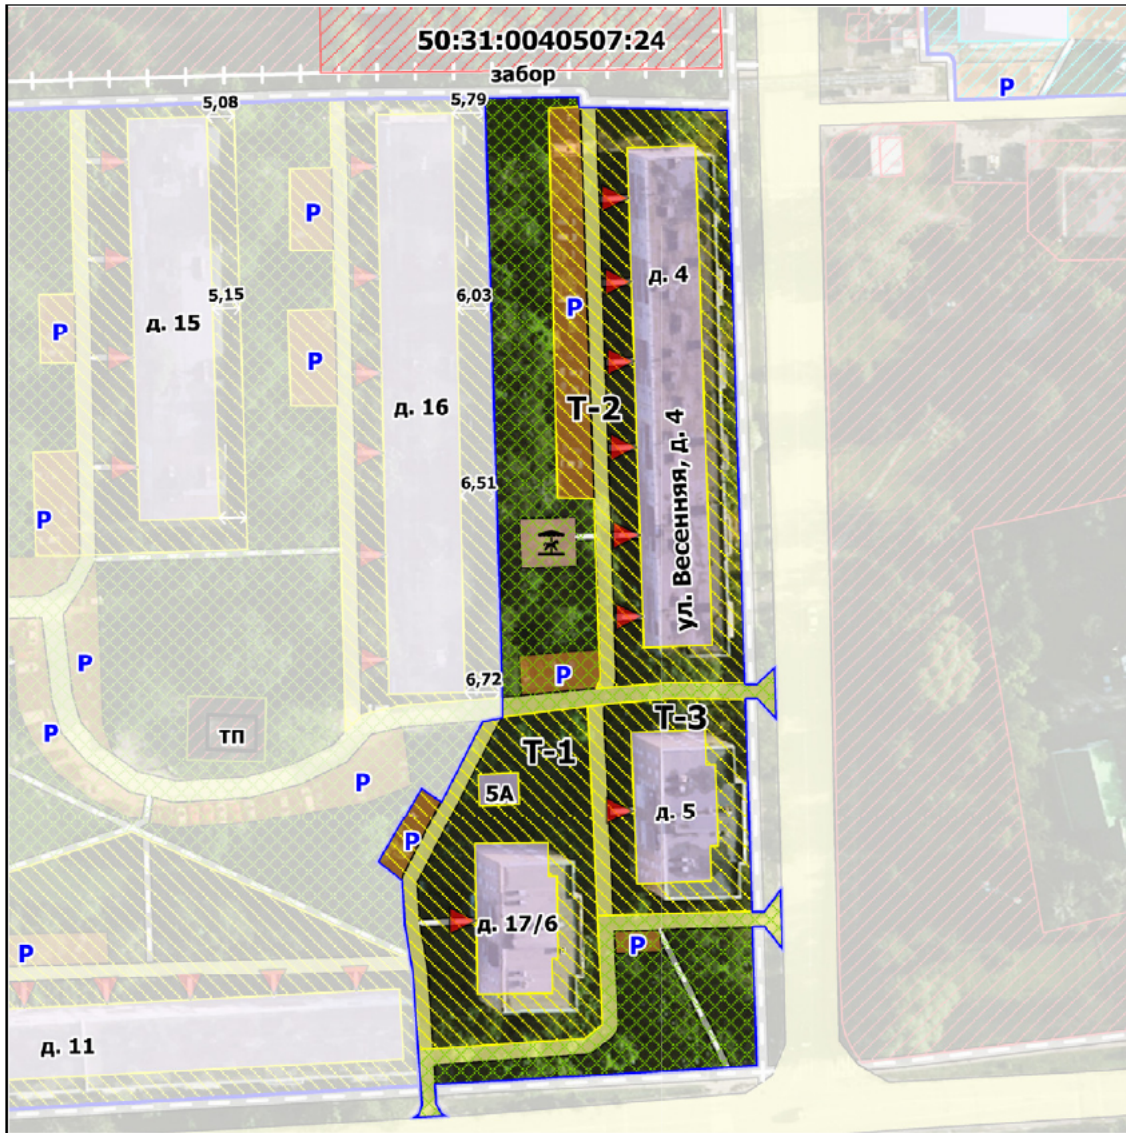 50:31:0040507:24
забор
P
5,08
5,79
P
P
д. 4
5,15
6,03
P
д. 15
P
P
д. 16
Т-2
ул. Весенняя, д. 4
6,51
P
P
6,72
P
Т-3
P
ТП
Т-1
P
5А
д. 5
P
д. 17/6
P
P
д. 11